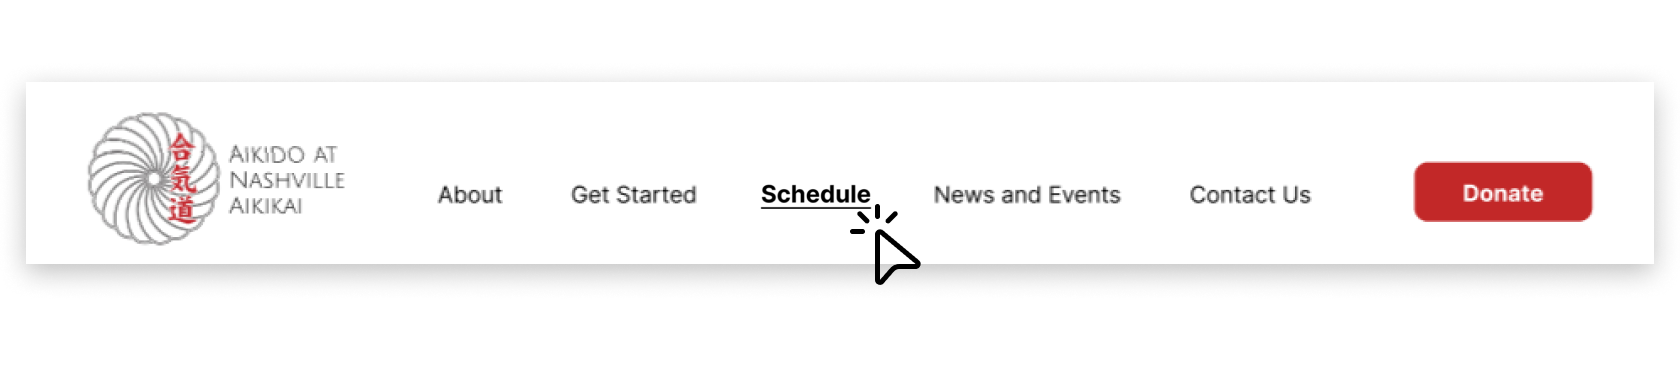 合気道
AIKIDO AT
NASHVILLE
AIKIKAI
About
Get Started
Schedule
News and Events
Contact Us
Donate